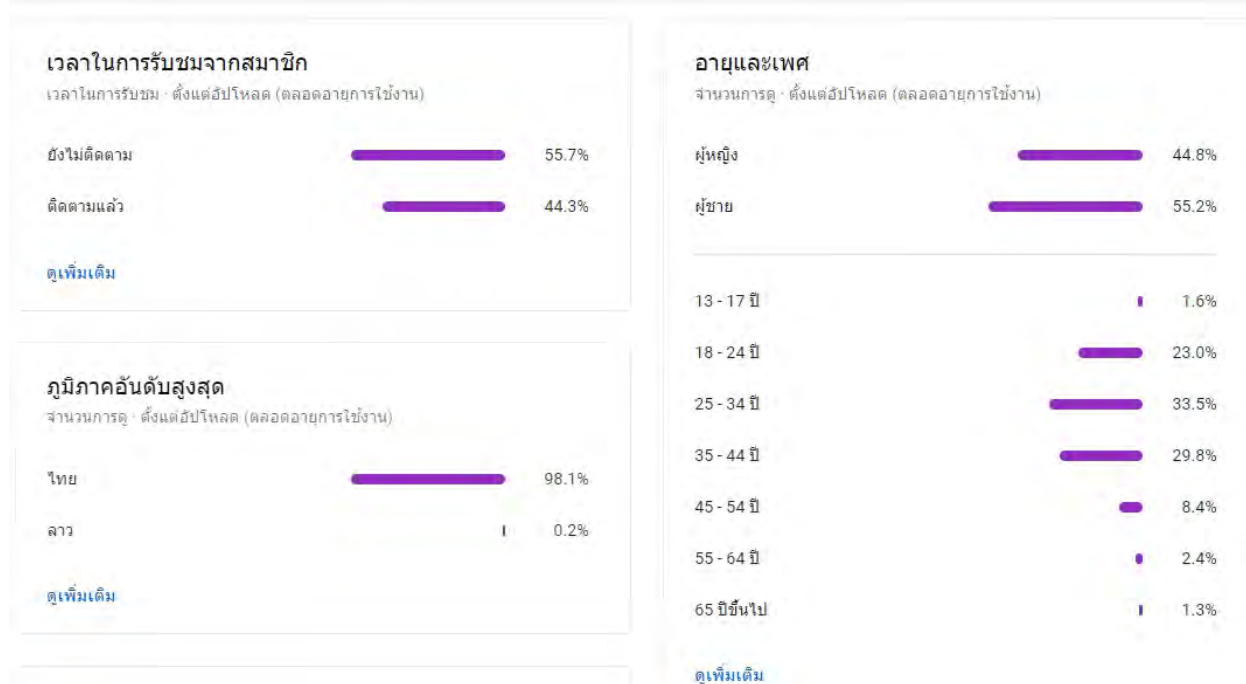 เวลาในการรับชมจากสมาชิก
เวลาในการรับชม · ตั้งแต่อัปโหลด (ตลอดอายุการใช้งาน)
ยังไม่ติดตาม 55.7%
ติดตามแล้ว 44.3%
ดูเพิ่มเติม
ภูมิภาคอันดับสูงสุด
จำนวนการดู · ตั้งแต่อัปโหลด (ตลอดอายุการใช้งาน)
ไทย 98.1%
ลาว 0.2%
ดูเพิ่มเติม
อายุและเพศ
จำนวนการดู · ตั้งแต่อัปโหลด (ตลอดอายุการใช้งาน)
ผู้หญิง 44.8%
ผู้ชาย 55.2%
13 - 17 ปี 1.6%
18 - 24 ปี 23.0%
25 - 34 ปี 33.5%
35 - 44 ปี 29.8%
45 - 54 ปี 8.4%
55 - 64 ปี 2.4%
65 ปีขึ้นไป 1.3%
ดูเพิ่มเติม